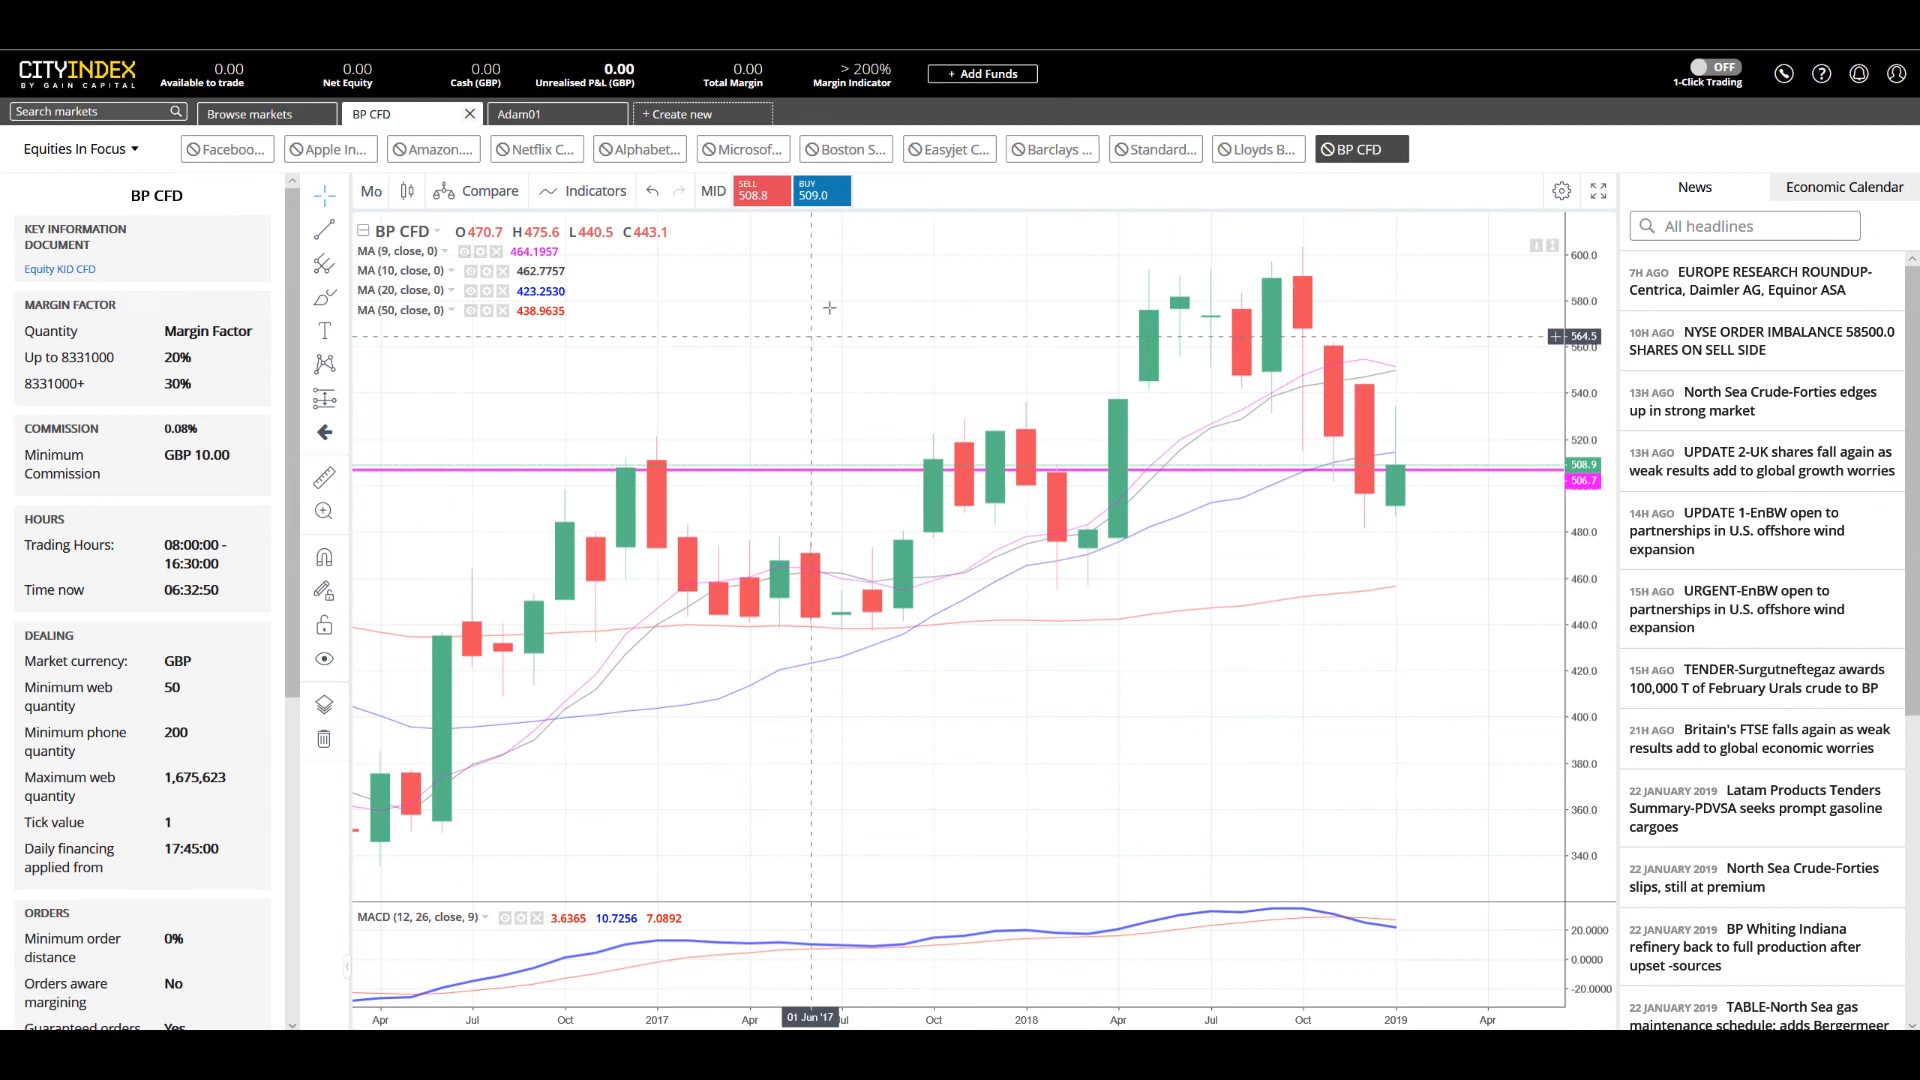 CITYINDEX
BY GAIN CAPITAL
0.00
Available to trade
0.00
Net Equity
0.00
Cash (GBP)
0.00
Unrealised P&L (GBP)
0.00
Total Margin
> 200%
Margin Indicator
+ Add Funds
OFF
1-Click Trading
Search markets
Browse markets
BP CFD
Adam01
+ Create new
Equities In Focus
Faceboo...
Apple In...
Amazon....
Netflix C...
Alphabet...
Microsof...
Boston S...
Easyjet C...
Barclays ...
Standard...
Lloyds B...
BP CFD
BP CFD
KEY INFORMATION
DOCUMENT
Equity KID CFD
MARGIN FACTOR
Quantity Margin Factor
Up to 8331000 20%
8331000+ 30%
COMMISSION 0.08%
Minimum GBP 10.00
Commission
HOURS
Trading Hours: 08:00:00 -
16:30:00
Time now 06:32:50
DEALING
Market currency: GBP
Minimum web 50
quantity
Minimum phone 200
quantity
Maximum web 1,675,623
quantity
Tick value 1
Daily financing 17:45:00
applied from
ORDERS
Minimum order 0%
distance
Orders aware No
margining
Guaranteed orders Yes
Mo
Compare
Indicators
MID
SELL
508.8
BUY
509.0
BP CFD O470.7 H475.6 L440.5 C443.1
MA (9, close, 0) 464.1957
MA (10, close, 0) 462.7757
MA (20, close, 0) 423.2530
MA (50, close, 0) 438.9635
600.0
580.0
564.5
560.0
540.0
520.0
508.9
506.7
480.0
460.0
440.0
420.0
400.0
380.0
360.0
340.0
MACD (12, 26, close, 9) 3.6365 10.7256 7.0892
20.0000
0.0000
-20.0000
Apr Jul Oct 2017 Apr 01 Jun '17 Jul Oct 2018 Apr Jul Oct 2019 Apr
News
Economic Calendar
All headlines
7H AGO EUROPE RESEARCH ROUNDUP-
Centrica, Daimler AG, Equinor ASA
10H AGO NYSE ORDER IMBALANCE 58500.0
SHARES ON SELL SIDE
13H AGO North Sea Crude-Forties edges
up in strong market
13H AGO UPDATE 2-UK shares fall again as
weak results add to global growth worries
14H AGO UPDATE 1-EnBW open to
partnerships in U.S. offshore wind
expansion
15H AGO URGENT-EnBW open to
partnerships in U.S. offshore wind
expansion
15H AGO TENDER-Surgutneftegaz awards
100,000 T of February Urals crude to BP
21H AGO Britain's FTSE falls again as weak
results add to global economic worries
22 JANUARY 2019 Latam Products Tenders
Summary-PDVSA seeks prompt gasoline
cargoes
22 JANUARY 2019 North Sea Crude-Forties
slips, still at premium
22 JANUARY 2019 BP Whiting Indiana
refinery back to full production after
upset -sources
22 JANUARY 2019 TABLE-North Sea gas
maintenance schedule: adds Bergermeer